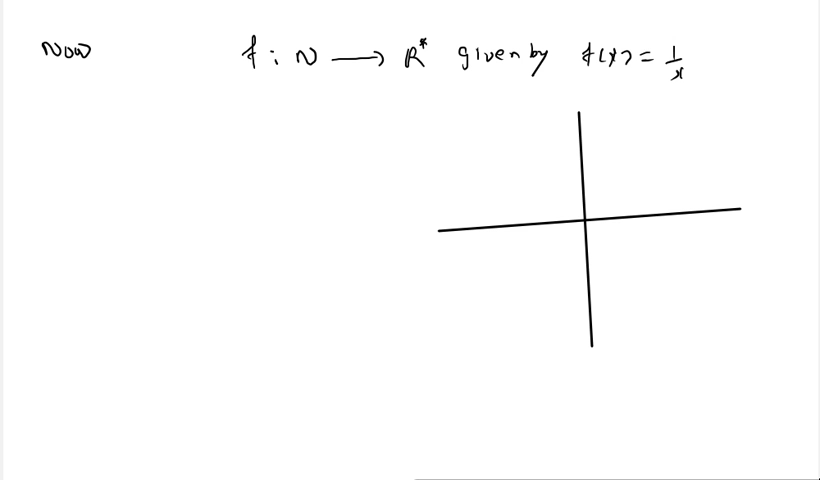 Now f : N → R* given by f(x) = 1/x